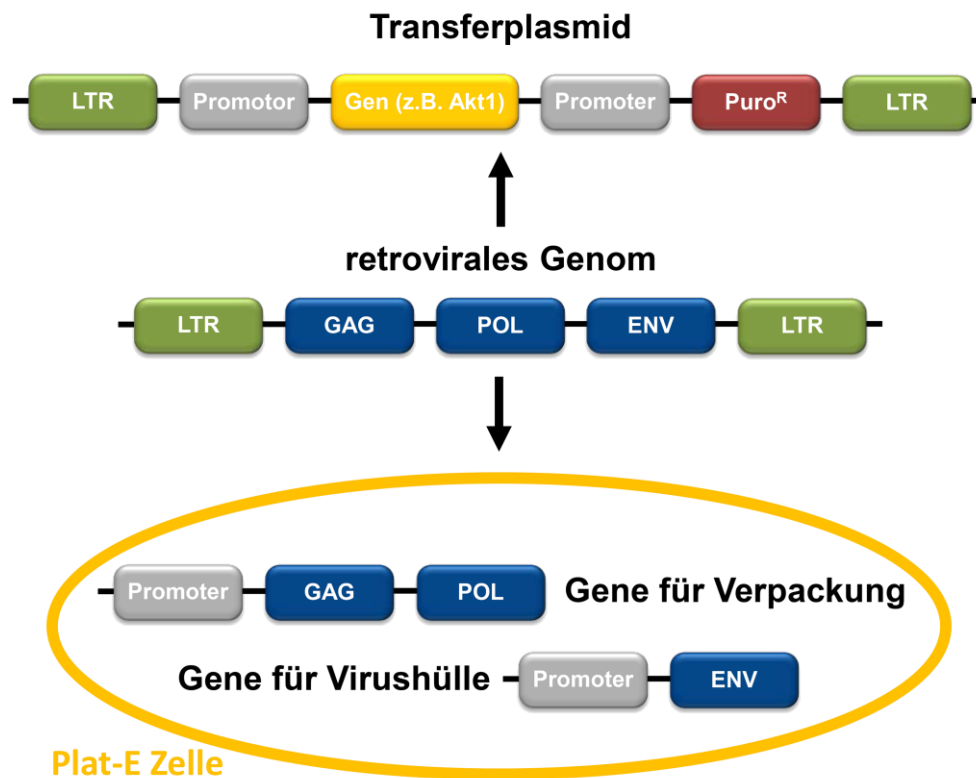 Transferplasmid
LTR Promotor Gen (z.B. Akt1) Promoter Puro^R LTR
retrovirales Genom
LTR GAG POL ENV LTR
Promoter GAG POL Gene für Verpackung
Gene für Virushülle Promoter ENV
Plat-E Zelle